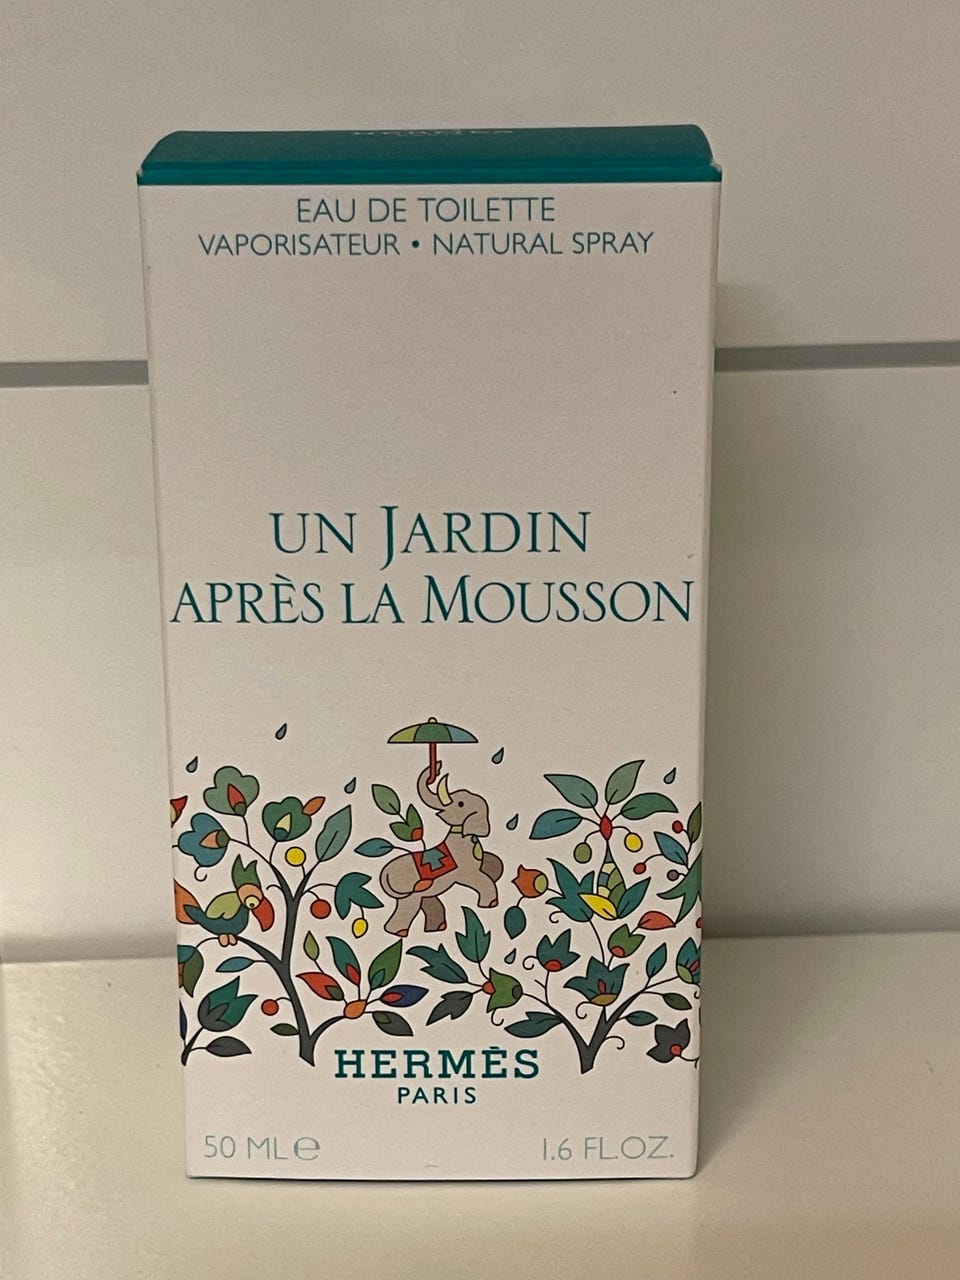 HERMÈS
EAU DE TOILETTE
VAPORISATEUR • NATURAL SPRAY
UN JARDIN
APRÈS LA MOUSSON
HERMÈS
PARIS
50 ML℮ 1.6 FL.OZ.